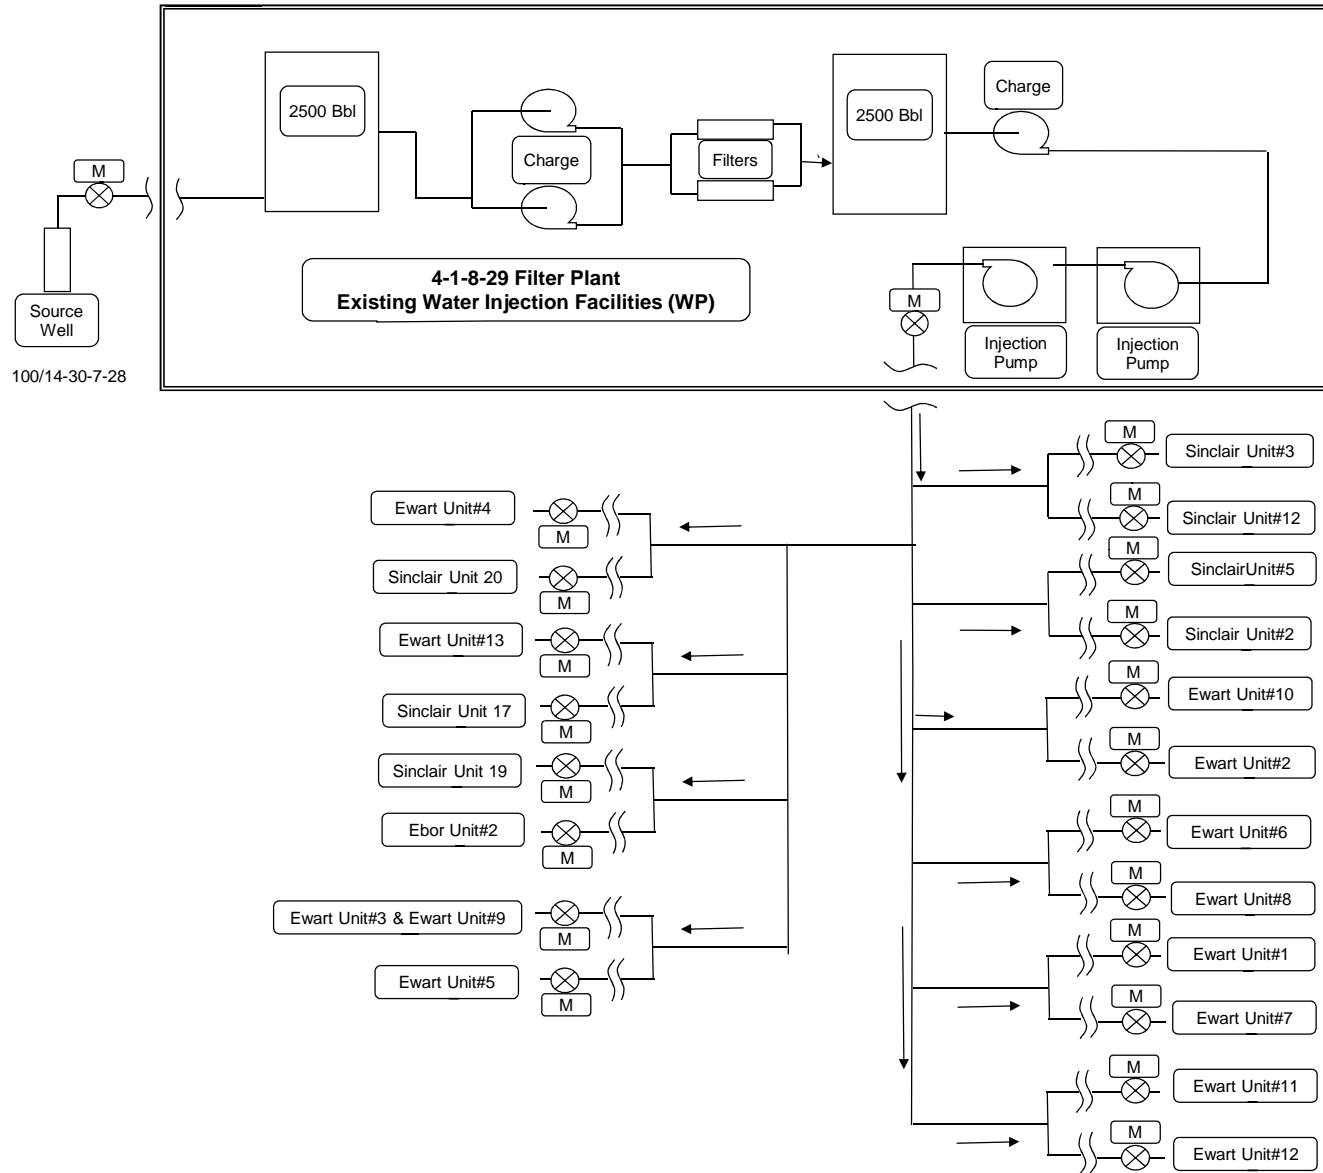 2500 Bbl
Charge
Filters
2500 Bbl
Charge
M
Source
Well
100/14-30-7-28
4-1-8-29 Filter Plant
Existing Water Injection Facilities (WP)
M
Injection
Pump
Injection
Pump
M
Sinclair Unit#3
M
Sinclair Unit#12
M
SinclairUnit#5
M
Sinclair Unit#2
M
Ewart Unit#10
M
Ewart Unit#2
M
Ewart Unit#6
M
Ewart Unit#8
M
Ewart Unit#1
M
Ewart Unit#7
M
Ewart Unit#11
M
Ewart Unit#12
Ewart Unit#4
M
Sinclair Unit 20
M
Ewart Unit#13
M
Sinclair Unit 17
M
Sinclair Unit 19
M
Ebor Unit#2
M
Ewart Unit#3 & Ewart Unit#9
M
Ewart Unit#5
M